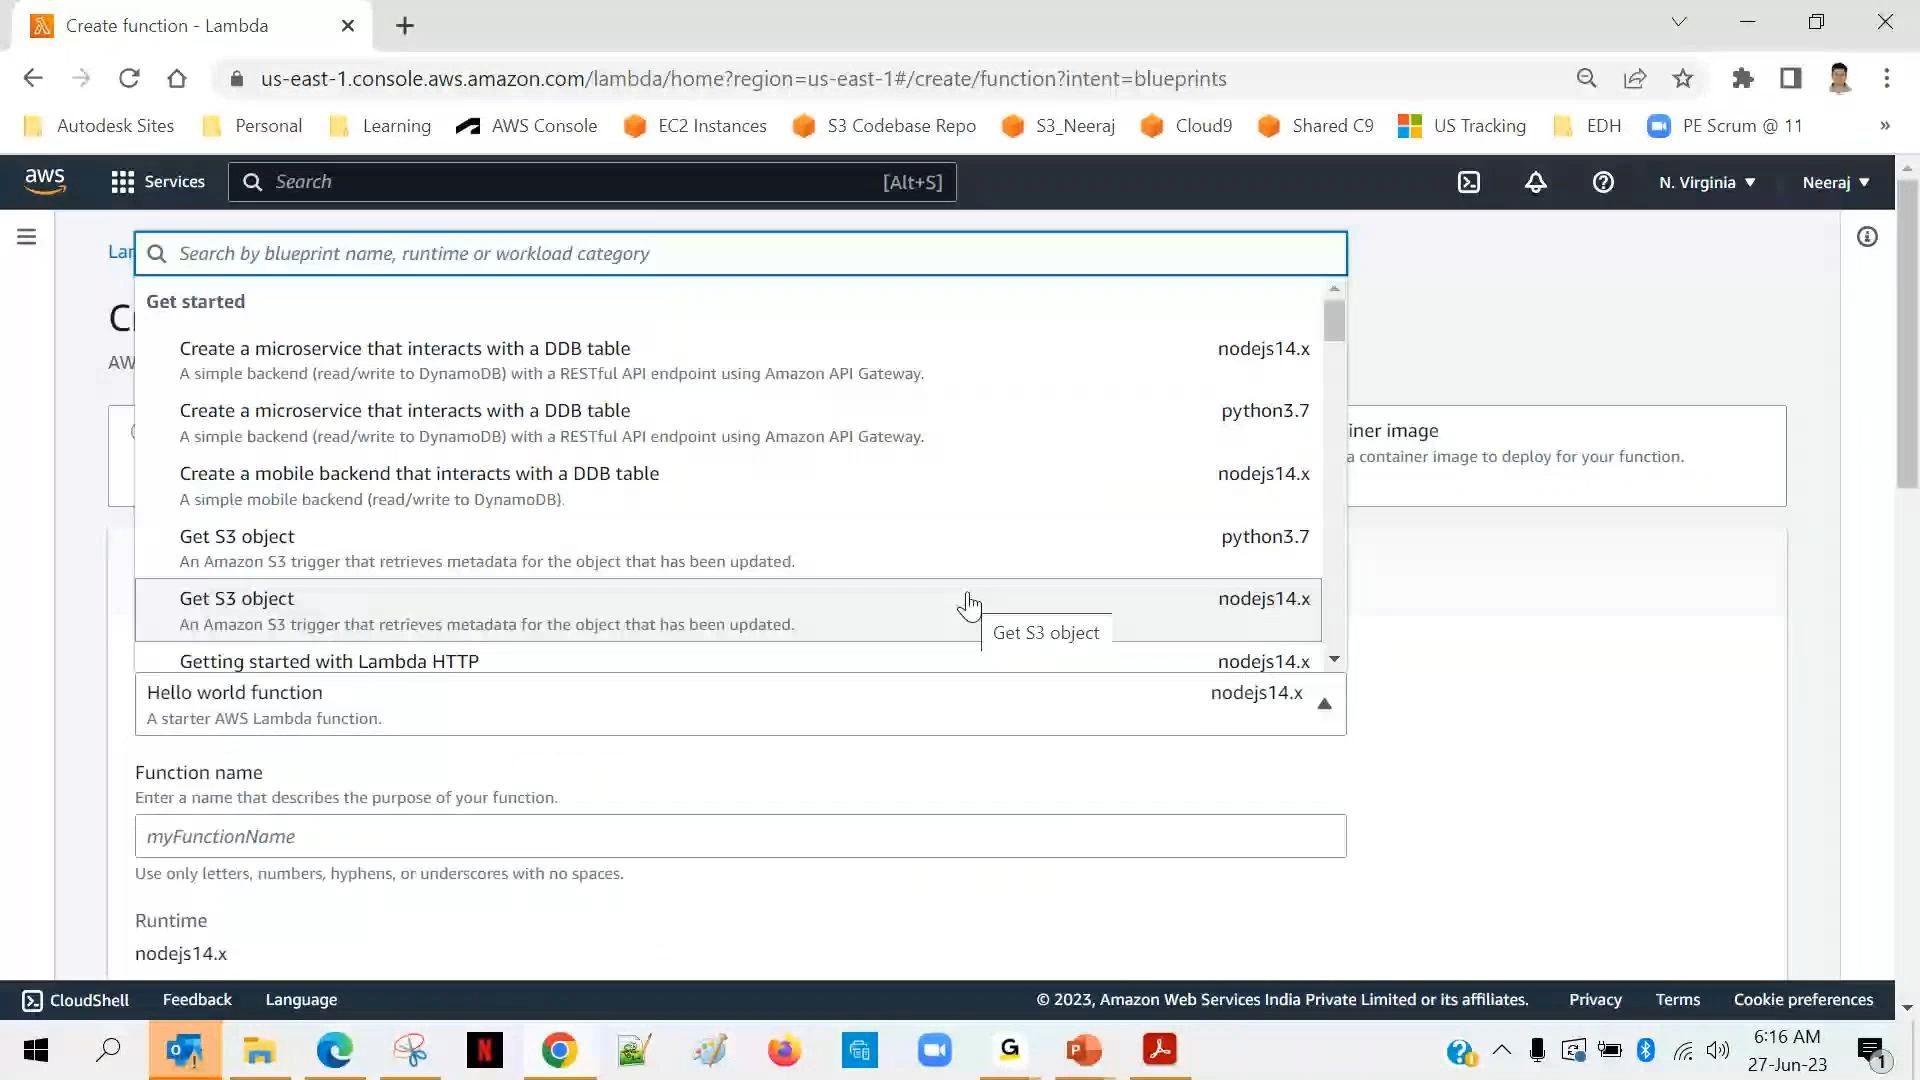 Create function - Lambda
us-east-1.console.aws.amazon.com/lambda/home?region=us-east-1#/create/function?intent=blueprints
Autodesk Sites Personal Learning AWS Console EC2 Instances S3 Codebase Repo S3_Neeraj Cloud9 Shared C9 US Tracking EDH PE Scrum @ 11 »
aws Services Search [Alt+S] N. Virginia Neeraj
Lar Search by blueprint name, runtime or workload category
Get started
Create a microservice that interacts with a DDB table nodejs14.x
A simple backend (read/write to DynamoDB) with a RESTful API endpoint using Amazon API Gateway.
AW
Create a microservice that interacts with a DDB table python3.7
A simple backend (read/write to DynamoDB) with a RESTful API endpoint using Amazon API Gateway.
iner image
a container image to deploy for your function.
Create a mobile backend that interacts with a DDB table nodejs14.x
A simple mobile backend (read/write to DynamoDB).
Get S3 object python3.7
An Amazon S3 trigger that retrieves metadata for the object that has been updated.
Get S3 object nodejs14.x
An Amazon S3 trigger that retrieves metadata for the object that has been updated.
Get S3 object
Getting started with Lambda HTTP nodejs14.x
Hello world function nodejs14.x
A starter AWS Lambda function.
Function name
Enter a name that describes the purpose of your function.
myFunctionName
Use only letters, numbers, hyphens, or underscores with no spaces.
Runtime
nodejs14.x
CloudShell Feedback Language © 2023, Amazon Web Services India Private Limited or its affiliates. Privacy Terms Cookie preferences
6:16 AM
27-Jun-23
1